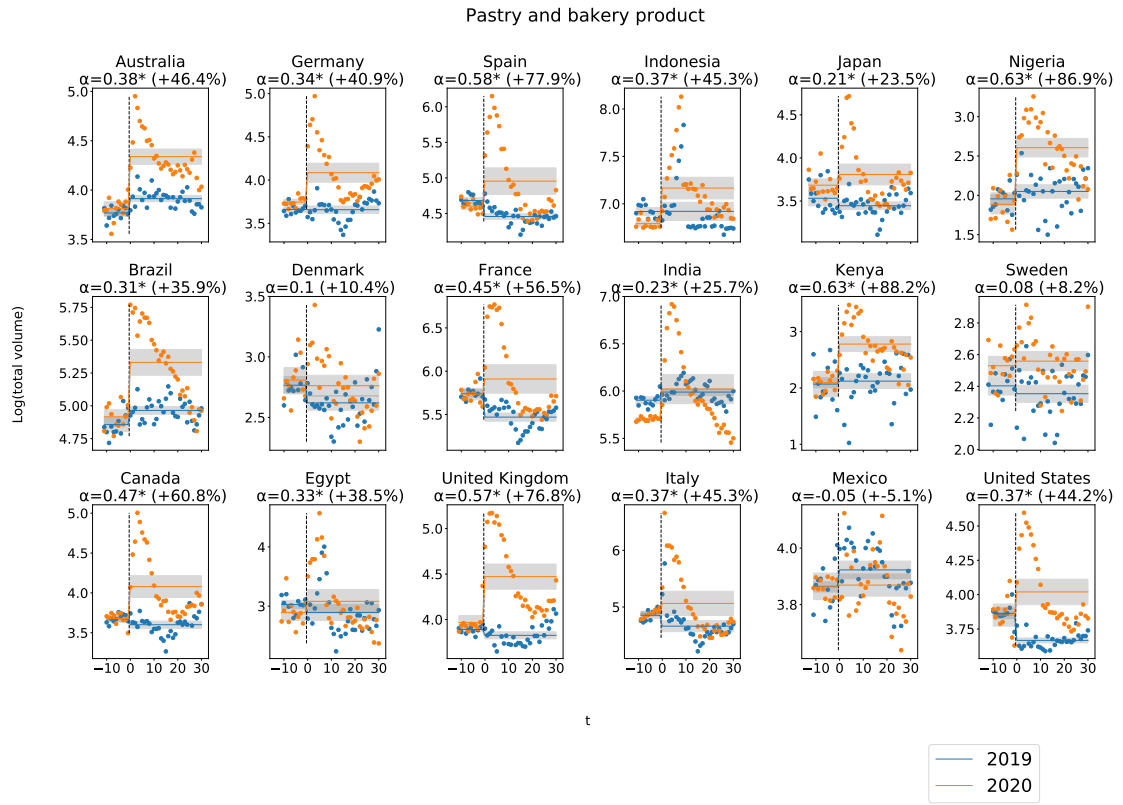 Pastry and bakery product
Australia
α=0.38* (+46.4%)
Germany
α=0.34* (+40.9%)
Spain
α=0.58* (+77.9%)
Indonesia
α=0.37* (+45.3%)
Japan
α=0.21* (+23.5%)
Nigeria
α=0.63* (+86.9%)
5.0
4.5
4.0
3.5
5.0
4.5
4.0
3.5
6.0
5.5
5.0
4.5
8.0
7.5
7.0
4.5
4.0
3.5
3.0
2.5
2.0
1.5
Brazil
α=0.31* (+35.9%)
Denmark
α=0.1 (+10.4%)
France
α=0.45* (+56.5%)
India
α=0.23* (+25.7%)
Kenya
α=0.63* (+88.2%)
Sweden
α=0.08 (+8.2%)
5.75
5.50
5.25
5.00
4.75
3.5
3.0
2.5
6.5
6.0
5.5
7.0
6.5
6.0
5.5
3
2
1
2.8
2.6
2.4
2.2
2.0
Log(total volume)
Canada
α=0.47* (+60.8%)
Egypt
α=0.33* (+38.5%)
United Kingdom
α=0.57* (+76.8%)
Italy
α=0.37* (+45.3%)
Mexico
α=-0.05 (+-5.1%)
United States
α=0.37* (+44.2%)
5.0
4.5
4.0
3.5
4
3
5.0
4.5
4.0
6
5
4.0
3.8
4.50
4.25
4.00
3.75
−10 0 10 20 30
−10 0 10 20 30
−10 0 10 20 30
−10 0 10 20 30
−10 0 10 20 30
−10 0 10 20 30
t
2019
2020